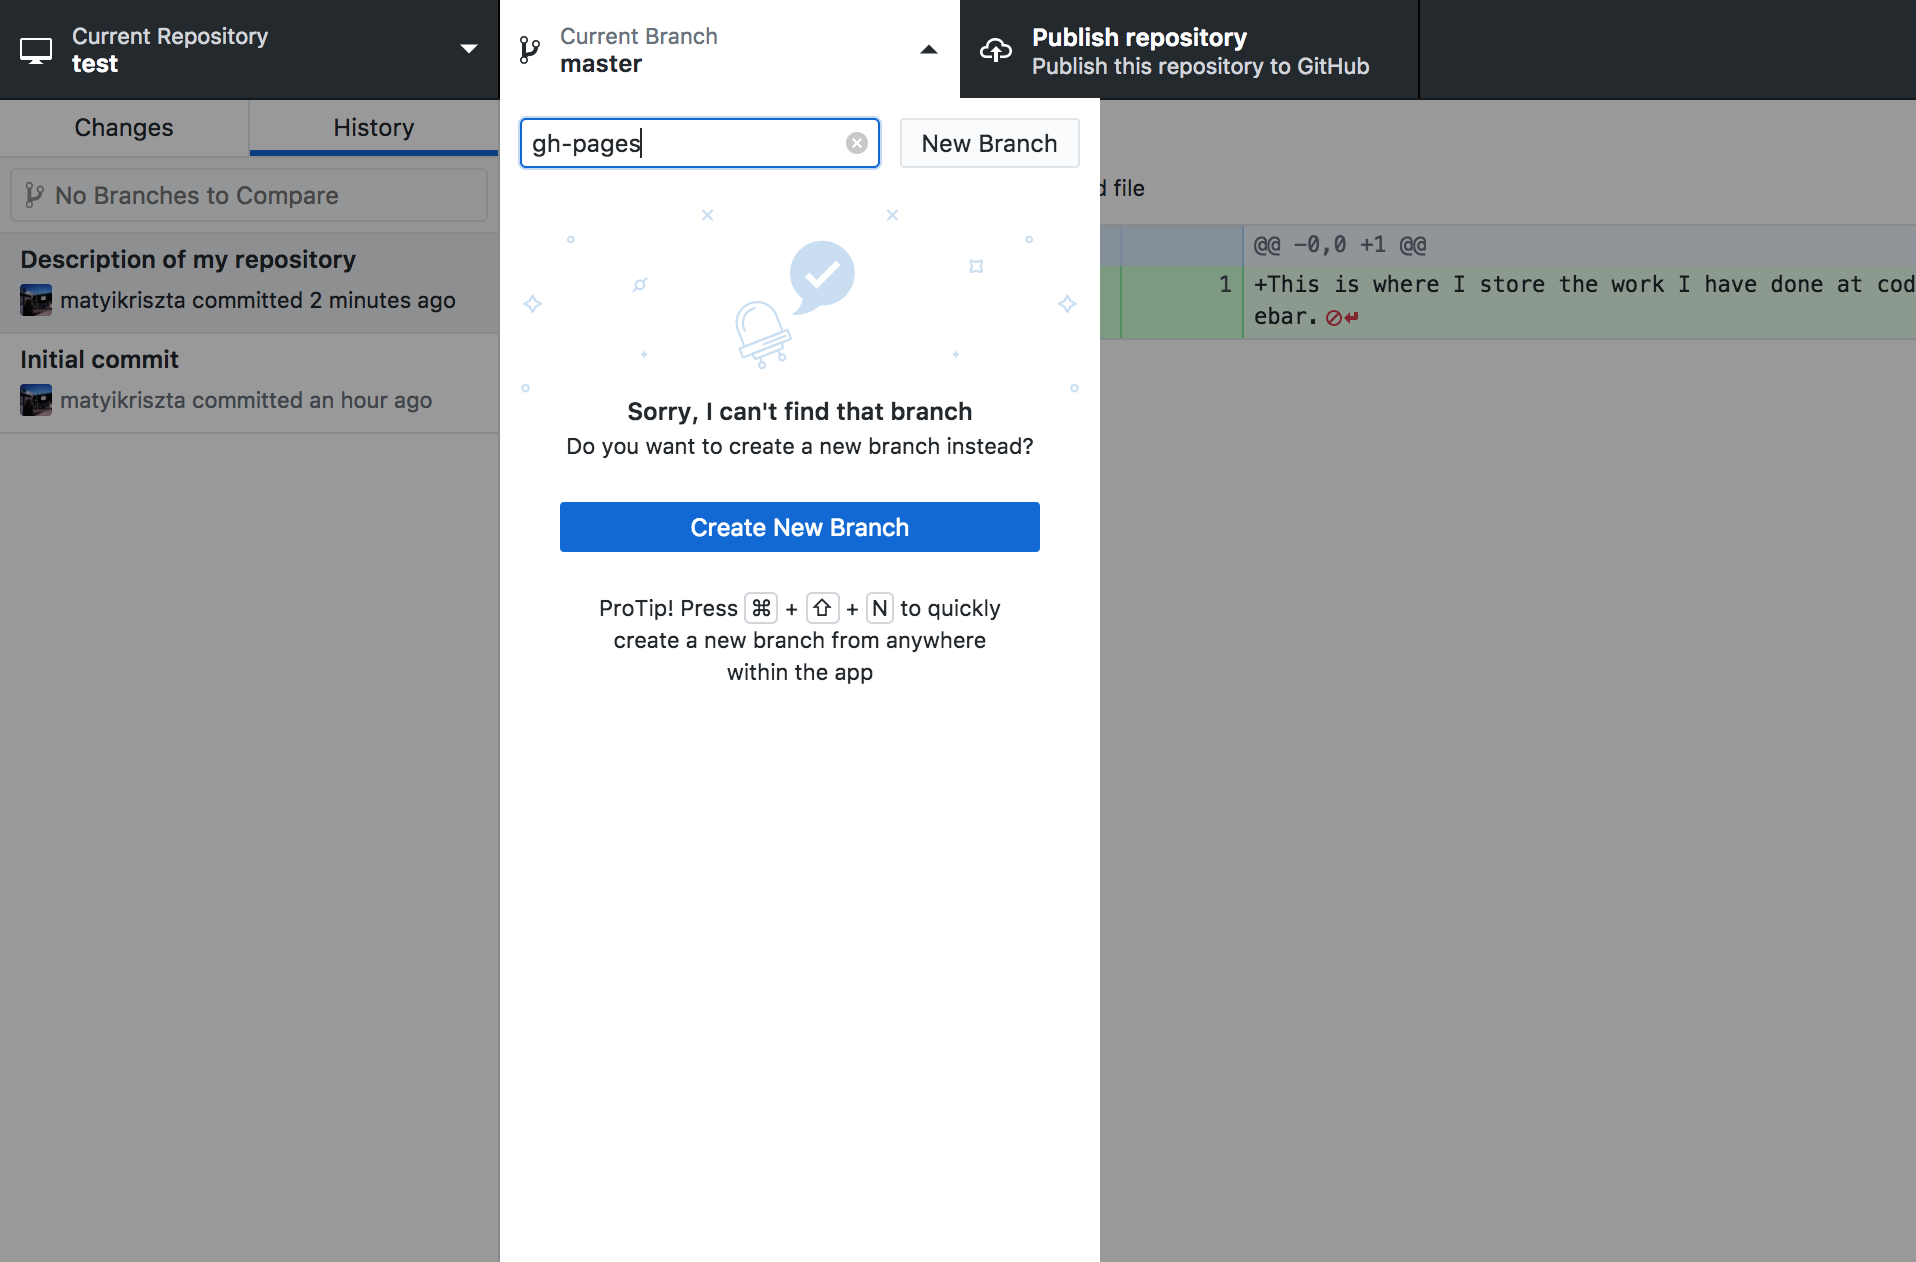 Current Repository
test
Current Branch
master
Publish repository
Publish this repository to GitHub
Changes
History
gh-pages
New Branch
No Branches to Compare
d file
Description of my repository
matyikriszta committed 2 minutes ago
Initial commit
matyikriszta committed an hour ago
@@ -0,0 +1 @@
1 +This is where I store the work I have done at cod
ebar.
Sorry, I can't find that branch
Do you want to create a new branch instead?
Create New Branch
ProTip! Press ⌘ + ⇧ + N to quickly
create a new branch from anywhere
within the app